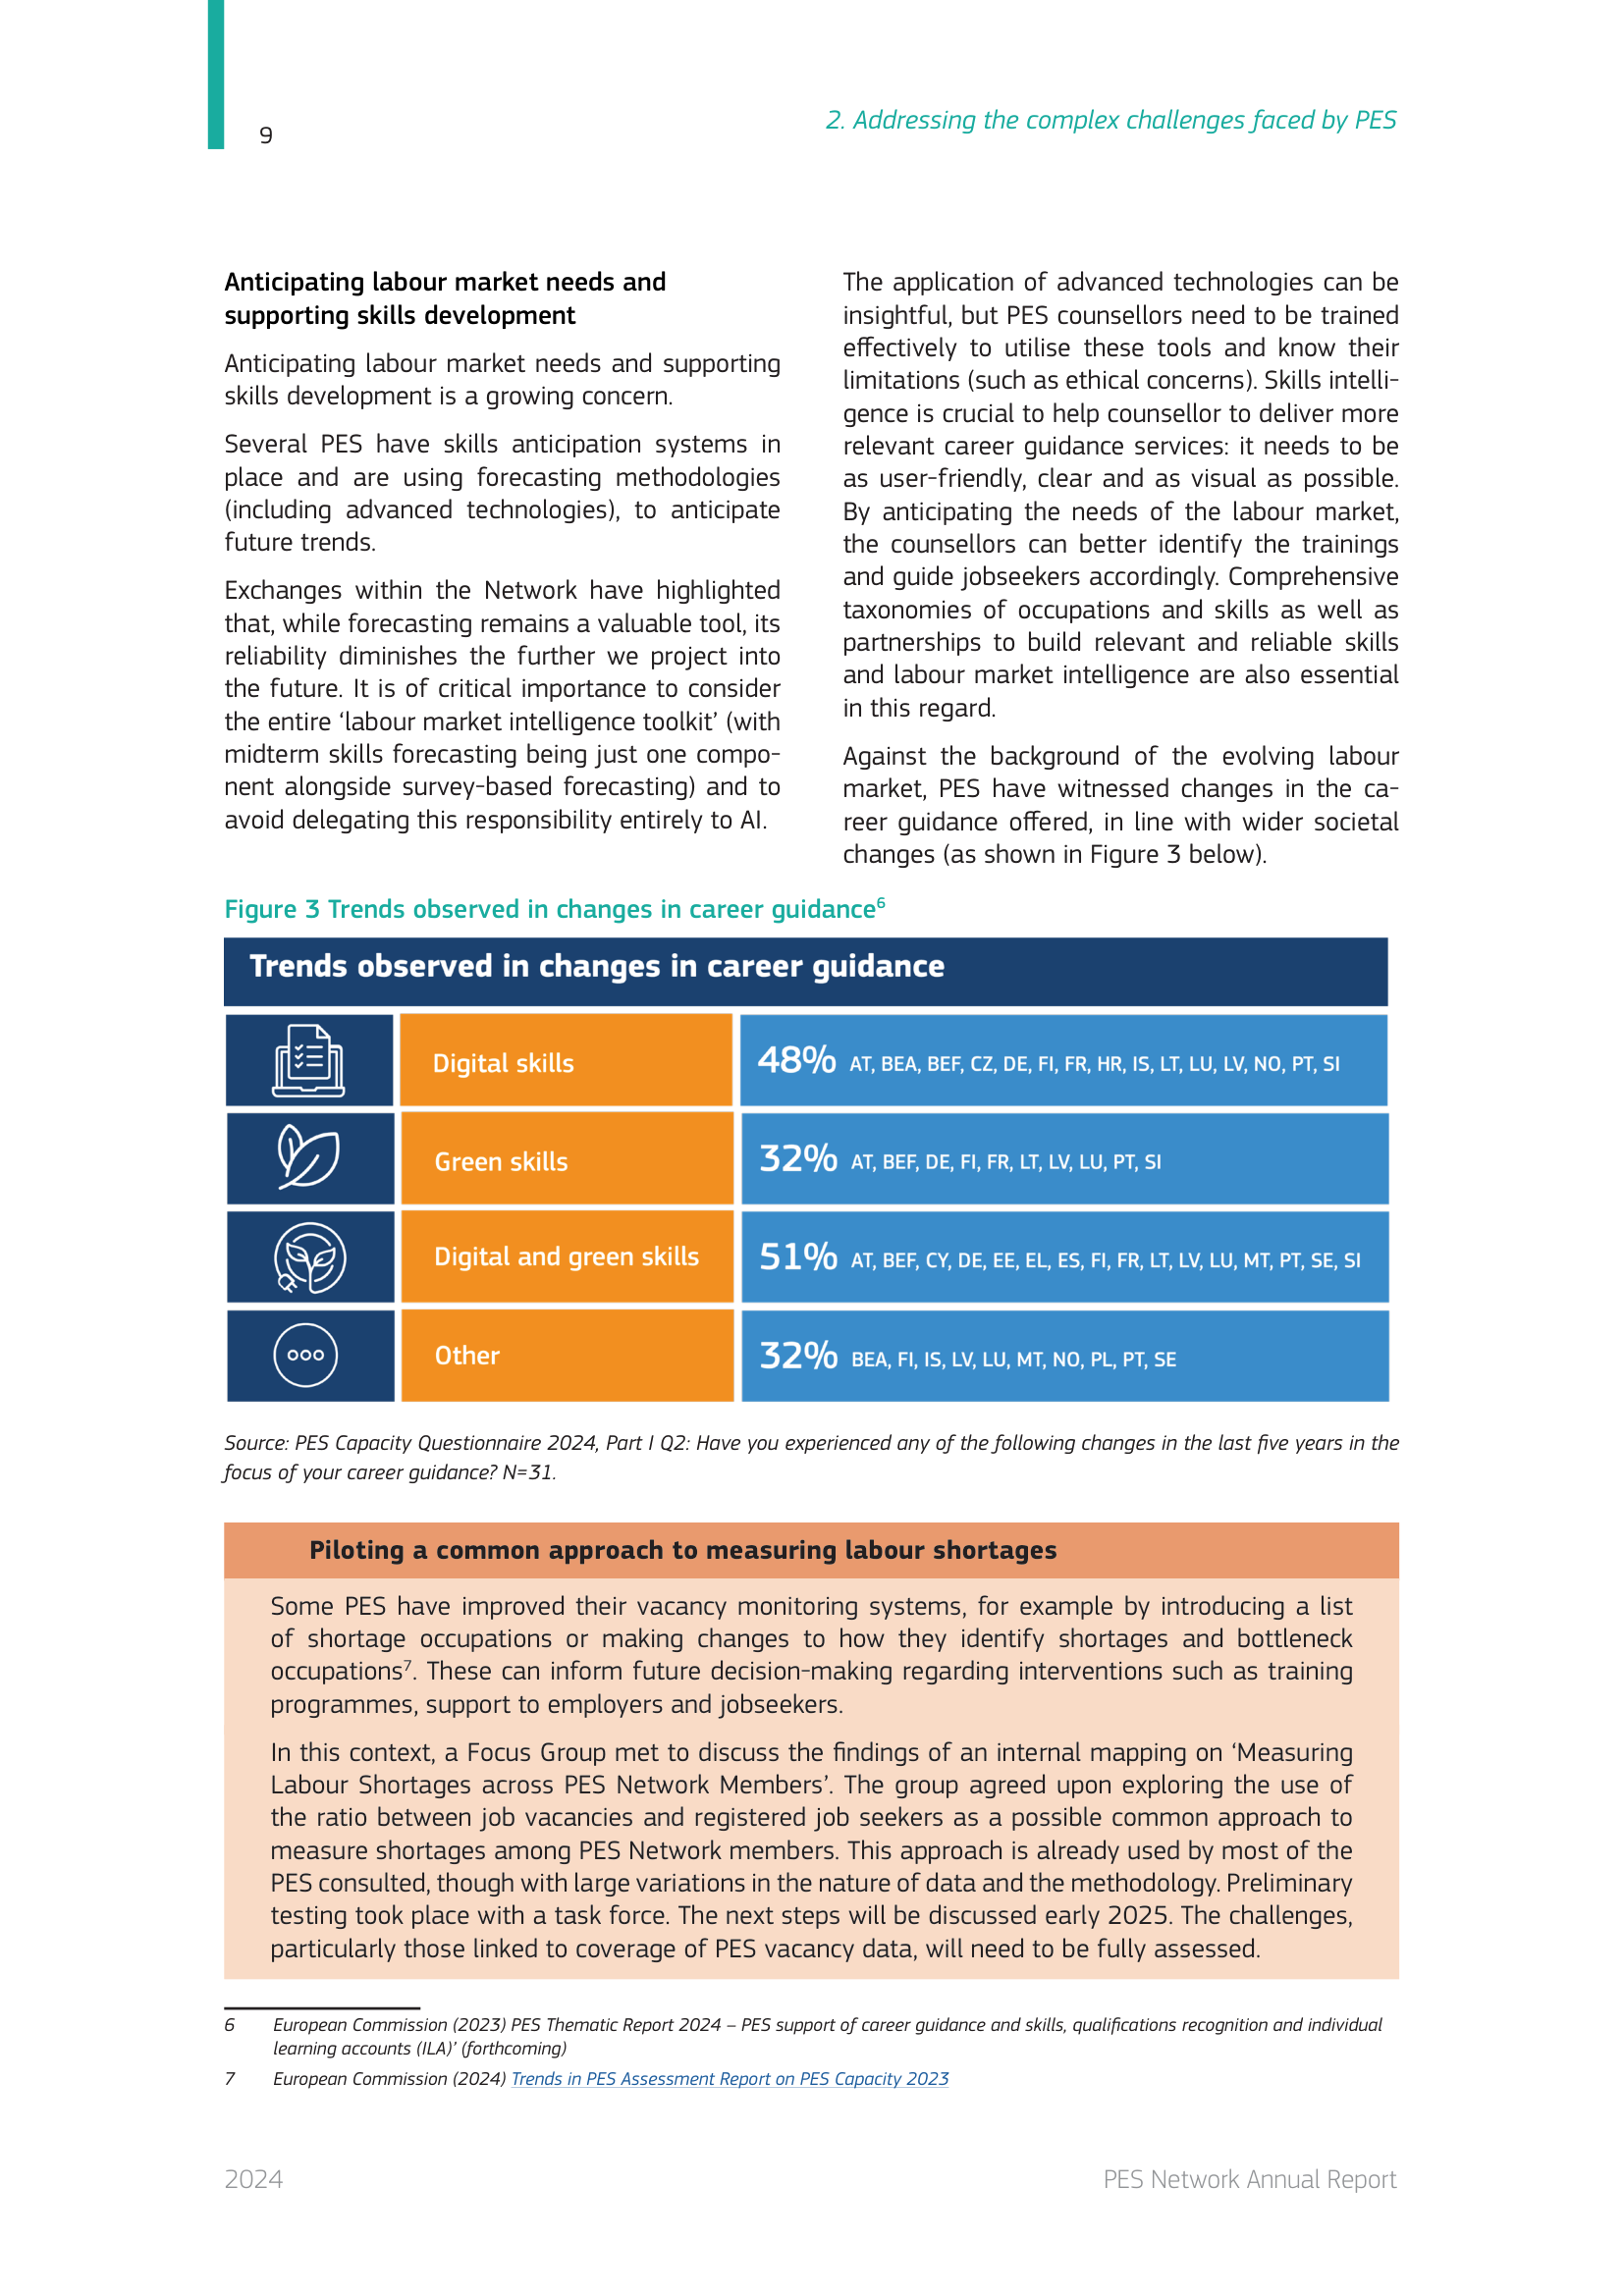 9
2. Addressing the complex challenges faced by PES
Anticipating labour market needs and
supporting skills development
Anticipating labour market needs and supporting
skills development is a growing concern.
Several PES have skills anticipation systems in
place and are using forecasting methodologies
(including advanced technologies), to anticipate
future trends.
Exchanges within the Network have highlighted
that, while forecasting remains a valuable tool, its
reliability diminishes the further we project into
the future. It is of critical importance to consider
the entire ‘labour market intelligence toolkit’ (with
midterm skills forecasting being just one compo-
nent alongside survey-based forecasting) and to
avoid delegating this responsibility entirely to AI.
The application of advanced technologies can be
insightful, but PES counsellors need to be trained
effectively to utilise these tools and know their
limitations (such as ethical concerns). Skills intelli-
gence is crucial to help counsellor to deliver more
relevant career guidance services: it needs to be
as user-friendly, clear and as visual as possible.
By anticipating the needs of the labour market,
the counsellors can better identify the trainings
and guide jobseekers accordingly. Comprehensive
taxonomies of occupations and skills as well as
partnerships to build relevant and reliable skills
and labour market intelligence are also essential
in this regard.
Against the background of the evolving labour
market, PES have witnessed changes in the ca-
reer guidance offered, in line with wider societal
changes (as shown in Figure 3 below).
Figure 3 Trends observed in changes in career guidance6
Trends observed in changes in career guidance
Digital skills 48% AT, BEA, BEF, CZ, DE, FI, FR, HR, IS, LT, LU, LV, NO, PT, SI
Green skills 32% AT, BEF, DE, FI, FR, LT, LV, LU, PT, SI
Digital and green skills 51% AT, BEF, CY, DE, EE, EL, ES, FI, FR, LT, LV, LU, MT, PT, SE, SI
Other 32% BEA, FI, IS, LV, LU, MT, NO, PL, PT, SE
Source: PES Capacity Questionnaire 2024, Part I Q2: Have you experienced any of the following changes in the last five years in the
focus of your career guidance? N=31.
Piloting a common approach to measuring labour shortages
Some PES have improved their vacancy monitoring systems, for example by introducing a list
of shortage occupations or making changes to how they identify shortages and bottleneck
occupations7. These can inform future decision-making regarding interventions such as training
programmes, support to employers and jobseekers.
In this context, a Focus Group met to discuss the findings of an internal mapping on ‘Measuring
Labour Shortages across PES Network Members’. The group agreed upon exploring the use of
the ratio between job vacancies and registered job seekers as a possible common approach to
measure shortages among PES Network members. This approach is already used by most of the
PES consulted, though with large variations in the nature of data and the methodology. Preliminary
testing took place with a task force. The next steps will be discussed early 2025. The challenges,
particularly those linked to coverage of PES vacancy data, will need to be fully assessed.
6 European Commission (2023) PES Thematic Report 2024 – PES support of career guidance and skills, qualifications recognition and individual
learning accounts (ILA)’ (forthcoming)
7 European Commission (2024) Trends in PES Assessment Report on PES Capacity 2023
2024
PES Network Annual Report